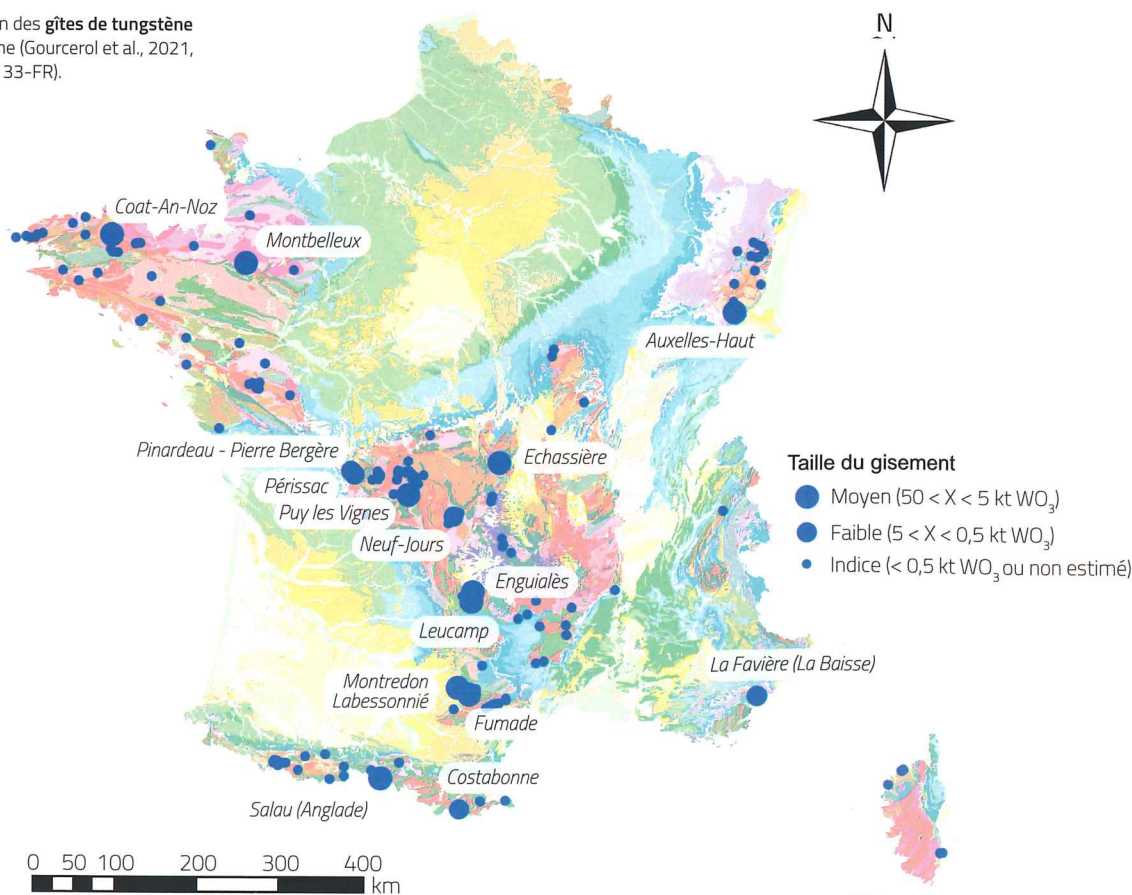 n des gîtes de tungstène
ne (Gourcerol et al., 2021,
33-FR).
N
Coat-An-Noz
Montbelleux
Auxelles-Haut
Pinardeau - Pierre Bergère
Echassière
Périssac
Puy les Vignes
Neuf-Jours
Enguialès
Leucamp
La Favière (La Baisse)
Montredon
Labessonnié
Fumade
Costabonne
Salau (Anglade)
Taille du gisement
Moyen (50 < X < 5 kt WO₃)
Faible (5 < X < 0,5 kt WO₃)
Indice (< 0,5 kt WO₃ ou non estimé)
0 50 100 200 300 400
km